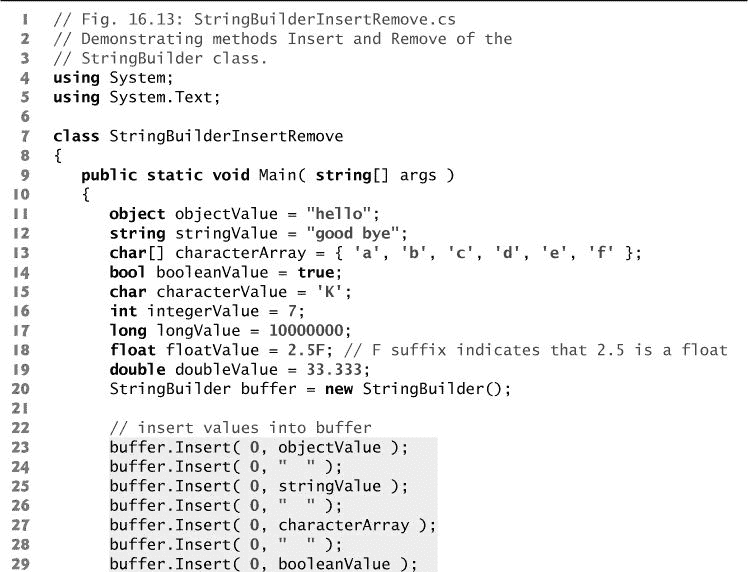 1 // Fig. 16.13: StringBuilderInsertRemove.cs
2 // Demonstrating methods Insert and Remove of the
3 // StringBuilder class.
4 using System;
5 using System.Text;
6
7 class StringBuilderInsertRemove
8 {
9 public static void Main( string[] args )
10 {
11 object objectValue = "hello";
12 string stringValue = "good bye";
13 char[] characterArray = { 'a', 'b', 'c', 'd', 'e', 'f' };
14 bool booleanValue = true;
15 char characterValue = 'K';
16 int integerValue = 7;
17 long longValue = 10000000;
18 float floatValue = 2.5F; // F suffix indicates that 2.5 is a float
19 double doubleValue = 33.333;
20 StringBuilder buffer = new StringBuilder();
21
22 // insert values into buffer
23 buffer.Insert( 0, objectValue );
24 buffer.Insert( 0, "  " );
25 buffer.Insert( 0, stringValue );
26 buffer.Insert( 0, "  " );
27 buffer.Insert( 0, characterArray );
28 buffer.Insert( 0, "  " );
29 buffer.Insert( 0, booleanValue );